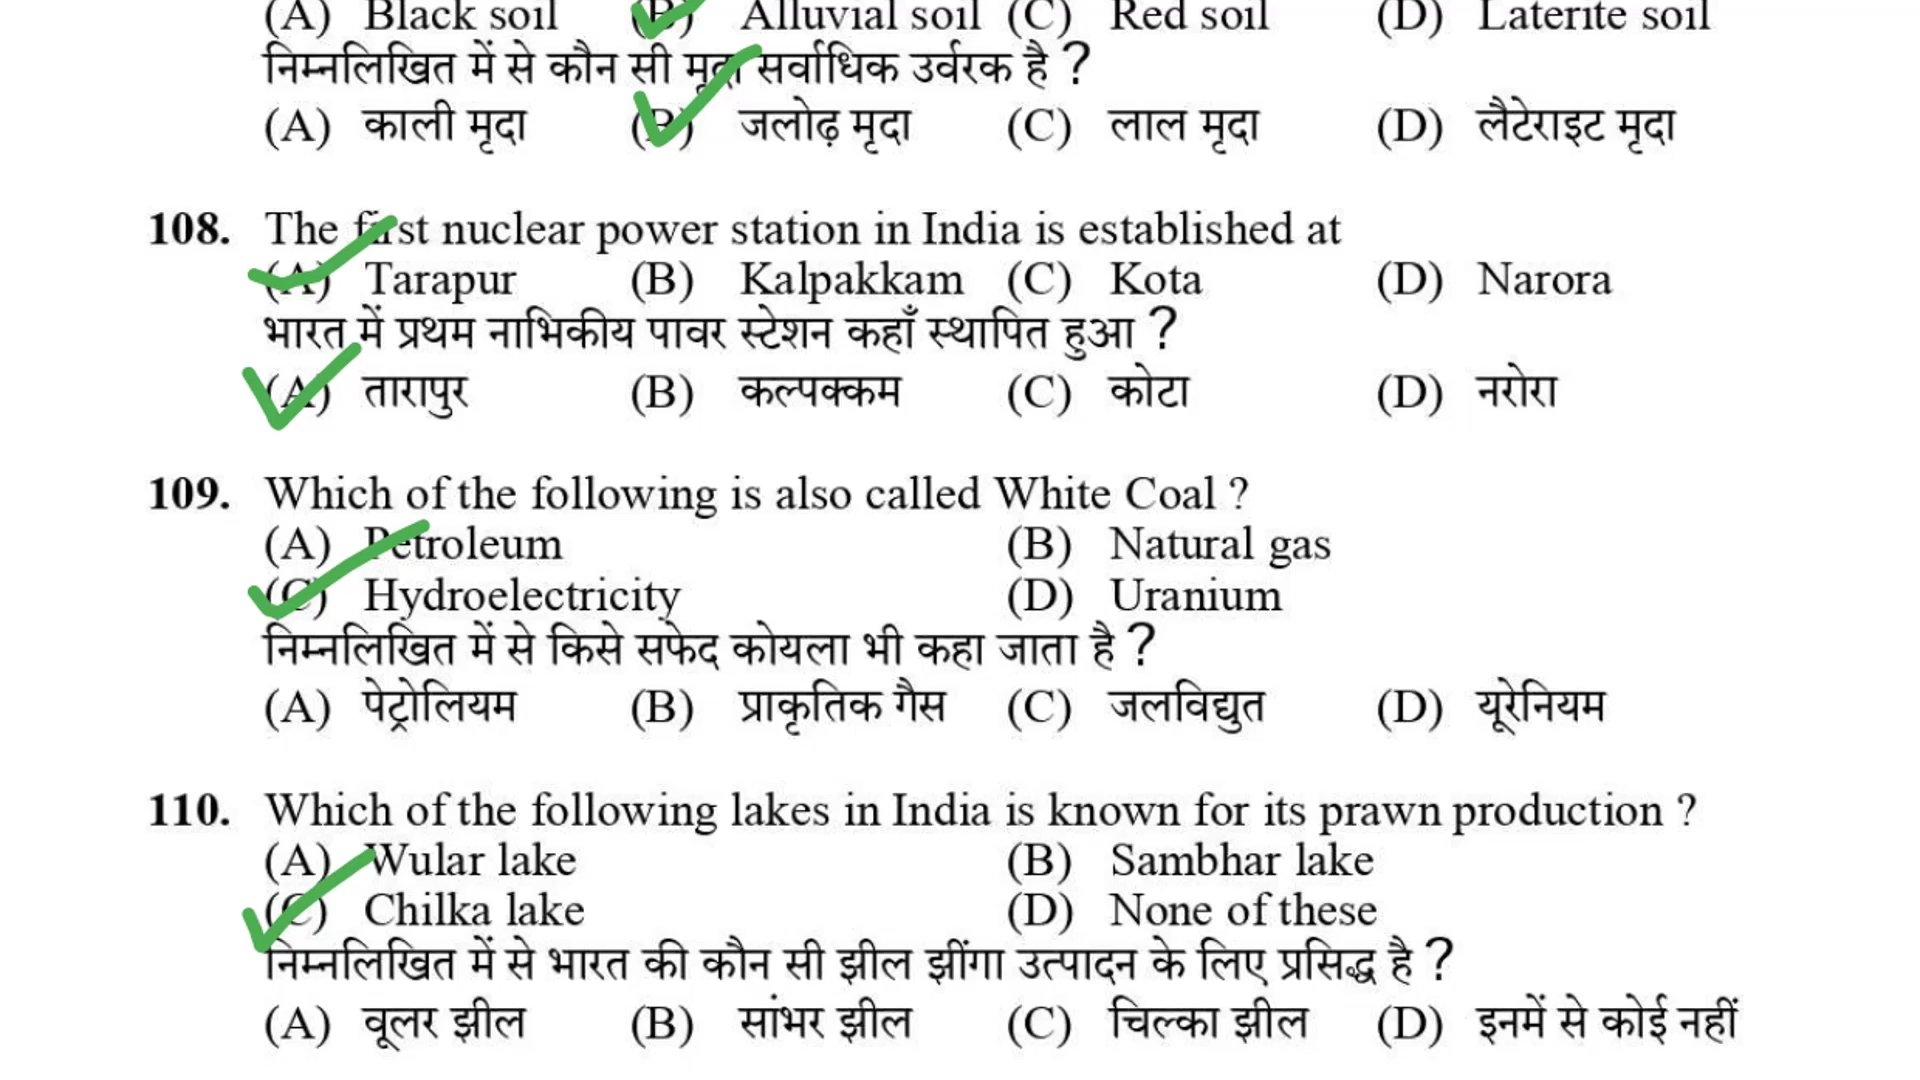 (A) Black soil (B) Alluvial soil (C) Red soil (D) Laterite soil
निम्नलिखित में से कौन सी मृदा सर्वाधिक उर्वरक है ?
(A) काली मृदा (B) जलोढ़ मृदा (C) लाल मृदा (D) लैटेराइट मृदा
108. The first nuclear power station in India is established at
(A) Tarapur (B) Kalpakkam (C) Kota (D) Narora
भारत में प्रथम नाभिकीय पावर स्टेशन कहाँ स्थापित हुआ ?
(A) तारापुर (B) कल्पक्कम (C) कोटा (D) नरोरा
109. Which of the following is also called White Coal ?
(A) Petroleum (B) Natural gas
(C) Hydroelectricity (D) Uranium
निम्नलिखित में से किसे सफेद कोयला भी कहा जाता है ?
(A) पेट्रोलियम (B) प्राकृतिक गैस (C) जलविद्युत (D) यूरेनियम
110. Which of the following lakes in India is known for its prawn production ?
(A) Wular lake (B) Sambhar lake
(C) Chilka lake (D) None of these
निम्नलिखित में से भारत की कौन सी झील झींगा उत्पादन के लिए प्रसिद्ध है ?
(A) वूलर झील (B) सांभर झील (C) चिल्का झील (D) इनमें से कोई नहीं